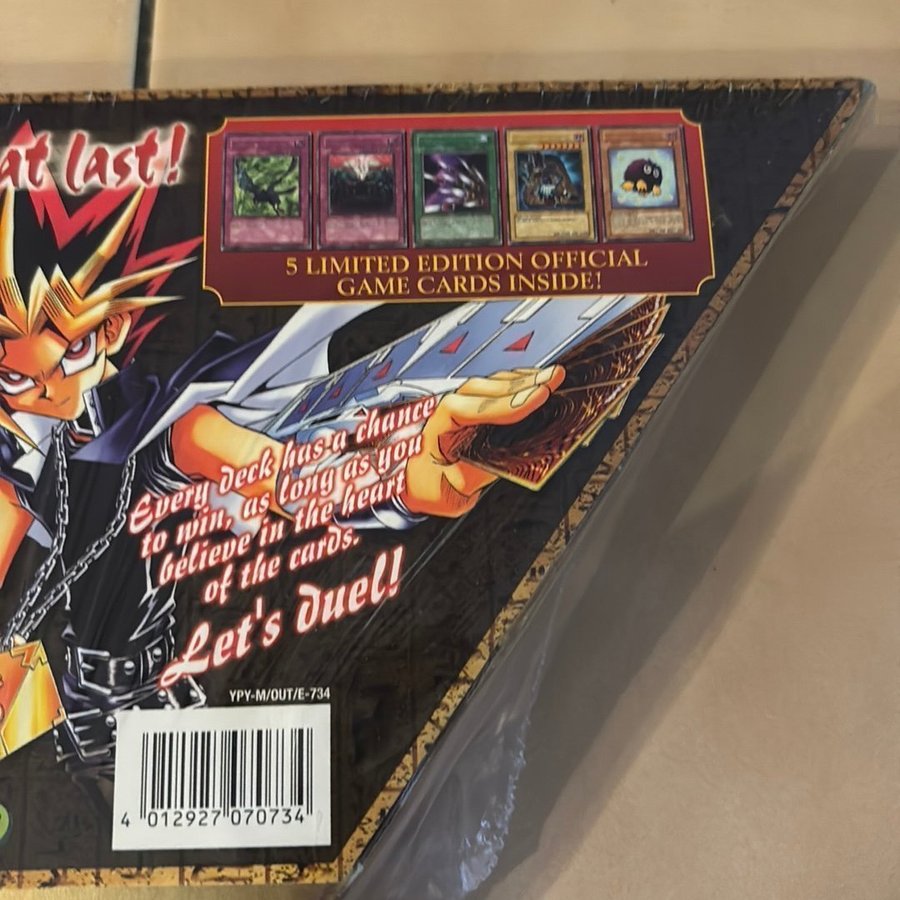 at last!
5 LIMITED EDITION OFFICIAL
GAME CARDS INSIDE!
Every deck has a chance
to win, as long as you
believe in the heart
of the cards.
Let's duel!
YPY-M/OUT/E-734
4 012927 070734